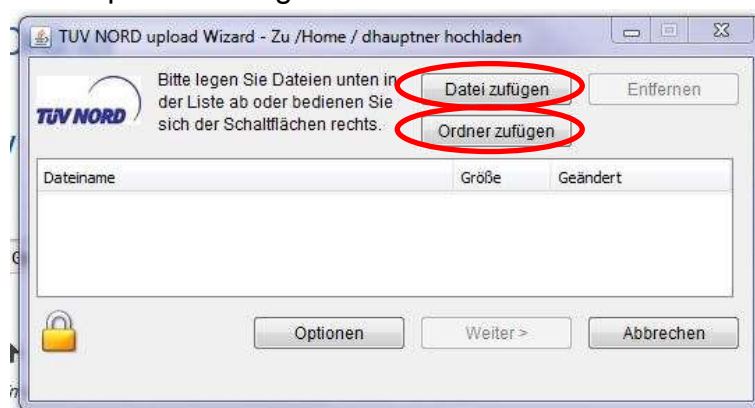 TUV NORD upload Wizard - Zu /Home / dhauptner hochladen
Bitte legen Sie Dateien unten in
der Liste ab oder bedienen Sie
sich der Schaltflächen rechts.
TÜV NORD
Datei zufügen
Entfernen
Ordner zufügen
Dateiname Größe Geändert
Optionen
Weiter >
Abbrechen